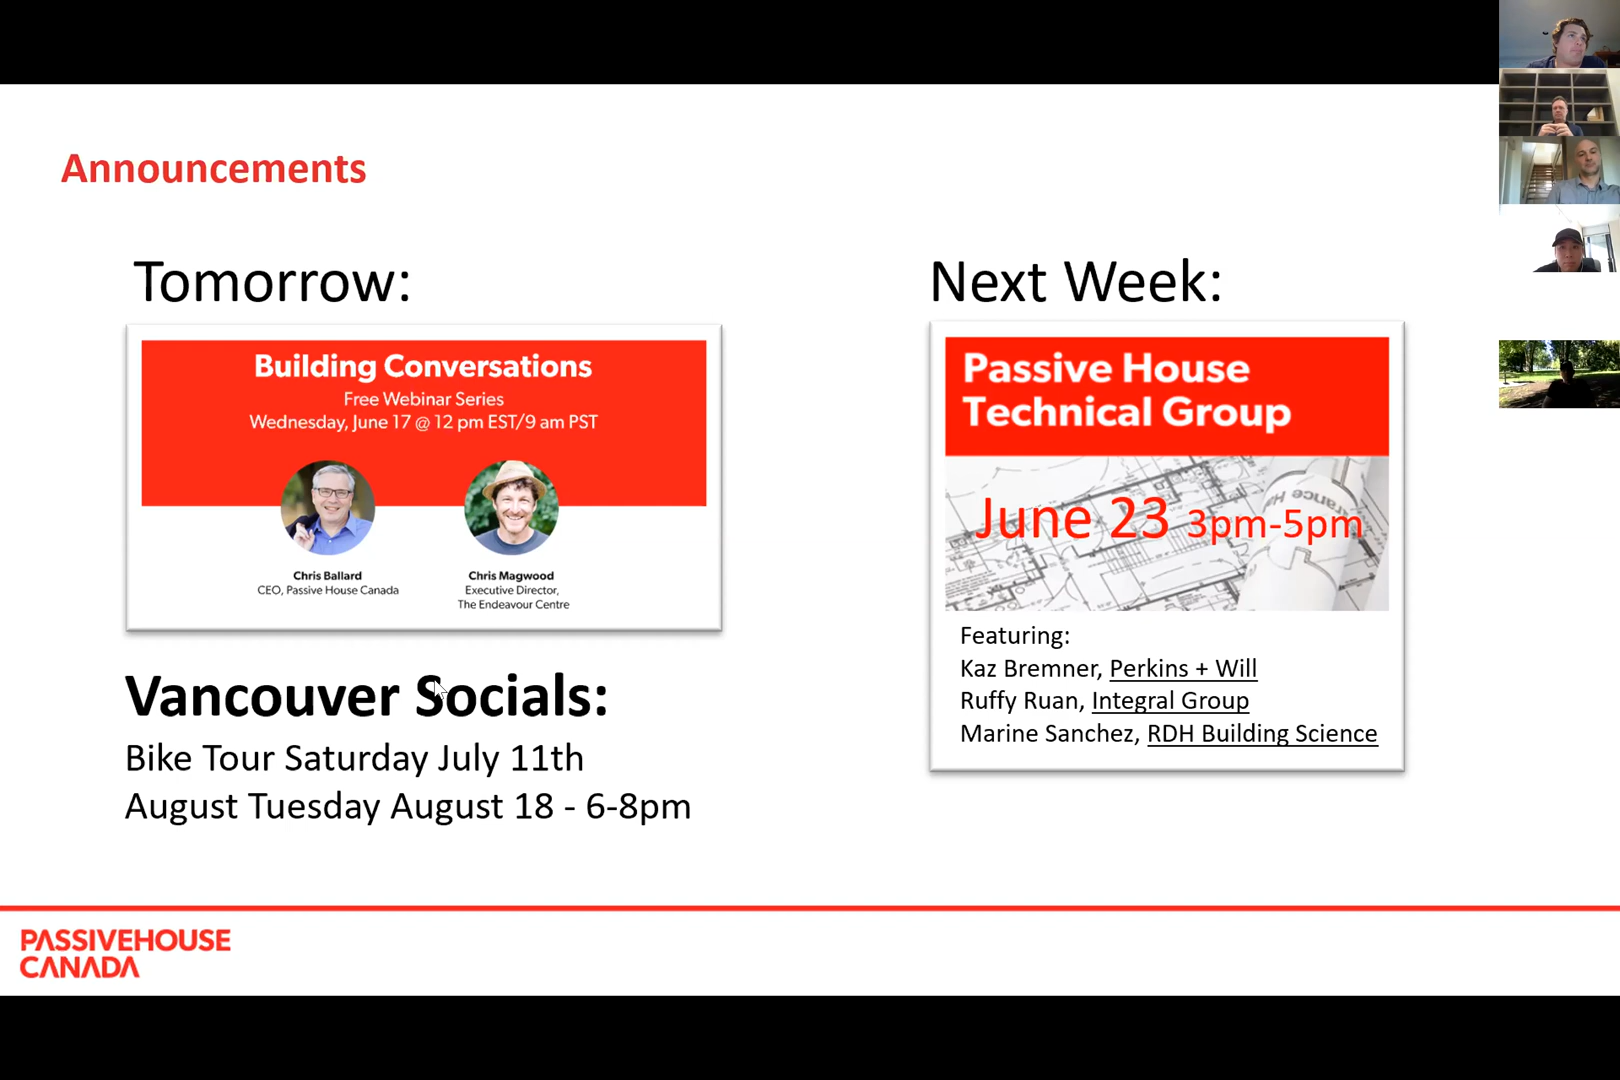 Announcements
Tomorrow:
Building Conversations
Free Webinar Series
Wednesday, June 17 @ 12 pm EST/9 am PST
Chris Ballard
CEO, Passive House Canada
Chris Magwood
Executive Director,
The Endeavour Centre
Vancouver Socials:
Bike Tour Saturday July 11th
August Tuesday August 18 - 6-8pm
Next Week:
Passive House
Technical Group
June 23 3pm-5pm
Featuring:
Kaz Bremner, Perkins + Will
Ruffy Ruan, Integral Group
Marine Sanchez, RDH Building Science
PASSIVEHOUSE
CANADA